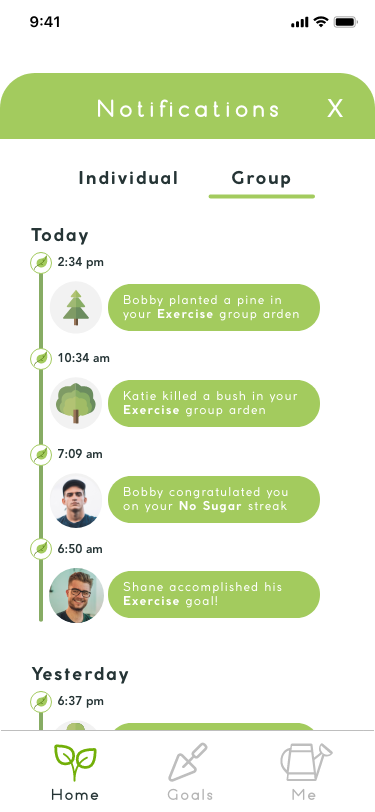 9:41
Notifications X
Individual Group
Today
2:34 pm
Bobby planted a pine in
your Exercise group arden
10:34 am
Katie killed a bush in your
Exercise group arden
7:09 am
Bobby congratulated you
on your No Sugar streak
6:50 am
Shane accomplished his
Exercise goal!
Yesterday
6:37 pm
Home Goals Me